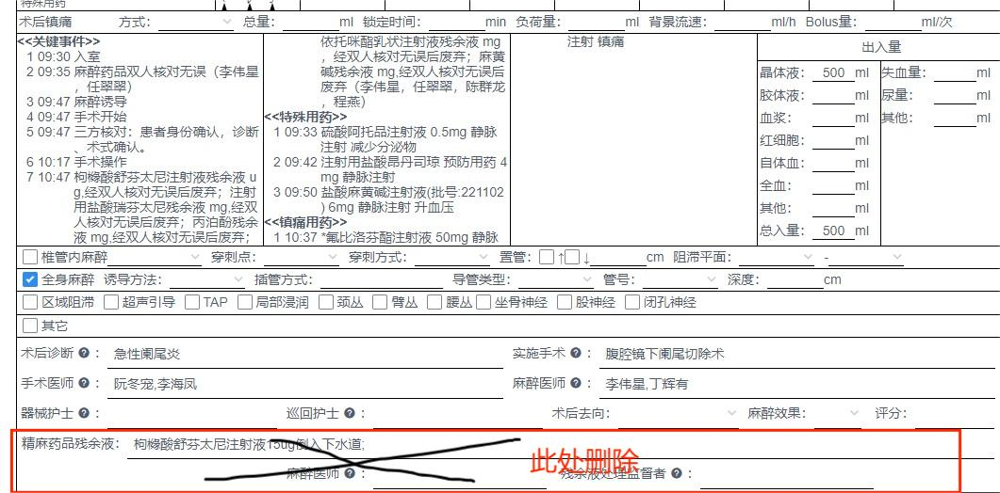 特殊用药
术后镇痛 方式： 总量： ml 锁定时间： min 负荷量： ml 背景流速： ml/h Bolus量： ml/次
<<关键事件>>
1 09:30 入室
2 09:35 麻醉药品双人核对无误（李伟星
，任翠翠）
3 09:47 麻醉诱导
4 09:47 手术开始
5 09:47 三方核对：患者身份确认，诊断
、术式确认。
6 10:17 手术操作
7 10:47 枸橼酸舒芬太尼注射液残余液 u
g,经双人核对无误后废弃；注射
用盐酸瑞芬太尼残余液 mg,经双
人核对无误后废弃；丙泊酚残余
液 mg,经双人核对无误后废弃；
依托咪酯乳状注射液残余液 mg
，经双人核对无误后废弃；麻黄
碱残余液 mg,经双人核对无误后
废弃（李伟星，任翠翠，陈群龙
，程燕）
<<特殊用药>>
1 09:33 硫酸阿托品注射液 0.5mg 静脉
注射 减少分泌物
2 09:42 注射用盐酸昂丹司琼 预防用药 4
mg 静脉注射
3 09:50 盐酸麻黄碱注射液(批号:221102
) 6mg 静脉注射 升血压
<<镇痛用药>>
1 10:37 *氟比洛芬酯注射液 50mg 静脉
注射 镇痛
出入量
晶体液： 500 ml 失血量： ml
胶体液： ml 尿量： ml
血浆： ml 其他： ml
红细胞： ml
自体血： ml
全血： ml
其他： ml
总入量： 500 ml
椎管内麻醉 穿刺点： 穿刺方式： 置管： ↑ ↓ cm 阻滞平面： -
全身麻醉 诱导方法： 插管方式： 导管类型： 管号： 深度： cm
区域阻滞 超声引导 TAP 局部浸润 颈丛 臂丛 腰丛 坐骨神经 股神经 闭孔神经
其它
术后诊断 ？： 急性阑尾炎 实施手术 ？： 腹腔镜下阑尾切除术
手术医师 ？： 阮冬宠,李海凤 麻醉医师 ？： 李伟星,丁辉有
器械护士 ？： 巡回护士 ？： 术后去向： 麻醉效果： 评分：
精麻药品残余液： 枸橼酸舒芬太尼注射液15ug倒入下水道;
此处删除
麻醉医师 ？： 残余液处理监督者 ？：